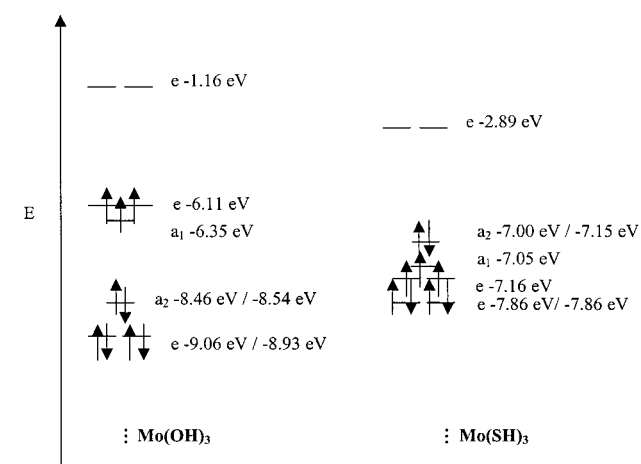 e -1.16 eV
e -2.89 eV
E
e -6.11 eV
a₁ -6.35 eV
a₂ -8.46 eV / -8.54 eV
e -9.06 eV / -8.93 eV
a₂ -7.00 eV / -7.15 eV
a₁ -7.05 eV
e -7.16 eV
e -7.86 eV/ -7.86 eV
⋮ Mo(OH)₃
⋮ Mo(SH)₃